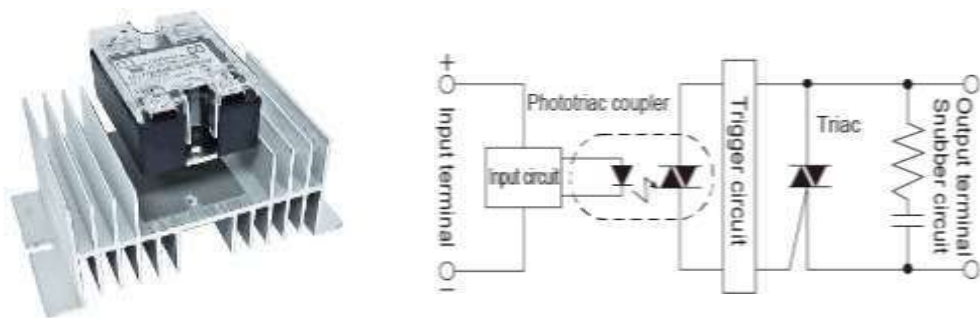 +
Input terminal
−
Input circuit
Phototriac coupler
Trigger circuit
Triac
Snubber circuit
Output terminal